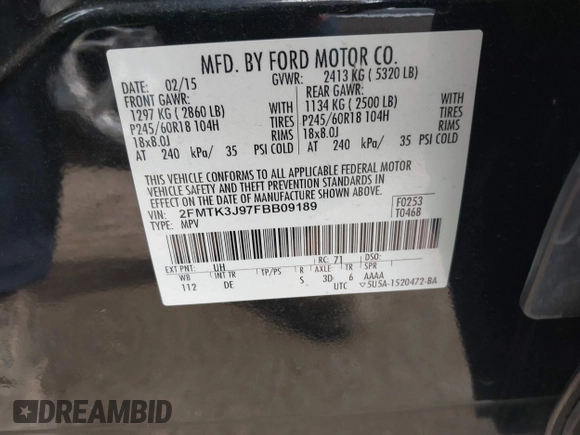 MFD. BY FORD MOTOR CO.
DATE: 02/15 GVWR: 2413 KG ( 5320 LB)
FRONT GAWR: REAR GAWR:
1297 KG ( 2860 LB) WITH 1134 KG ( 2500 LB) WITH
P245/60R18 104H TIRES P245/60R18 104H TIRES
18x8.0J RIMS 18x8.0J RIMS
AT 240 kPa/ 35 PSI COLD AT 240 kPa/ 35 PSI COLD
THIS VEHICLE CONFORMS TO ALL APPLICABLE FEDERAL MOTOR
VEHICLE SAFETY AND THEFT PREVENTION STANDARDS IN
EFFECT ON THE DATE OF MANUFACTURE SHOWN ABOVE.
VIN: 2FMTK3J97FBB09189 F0253
TYPE: MPV T0468
EXT PNT: UH RC: 71 DSO:
WB INT TR TP/PS R AXLE TR SPR
112 DE S 3D 6 AAAA
UTC ▽5U5A-1520472-BA
DREAMBID